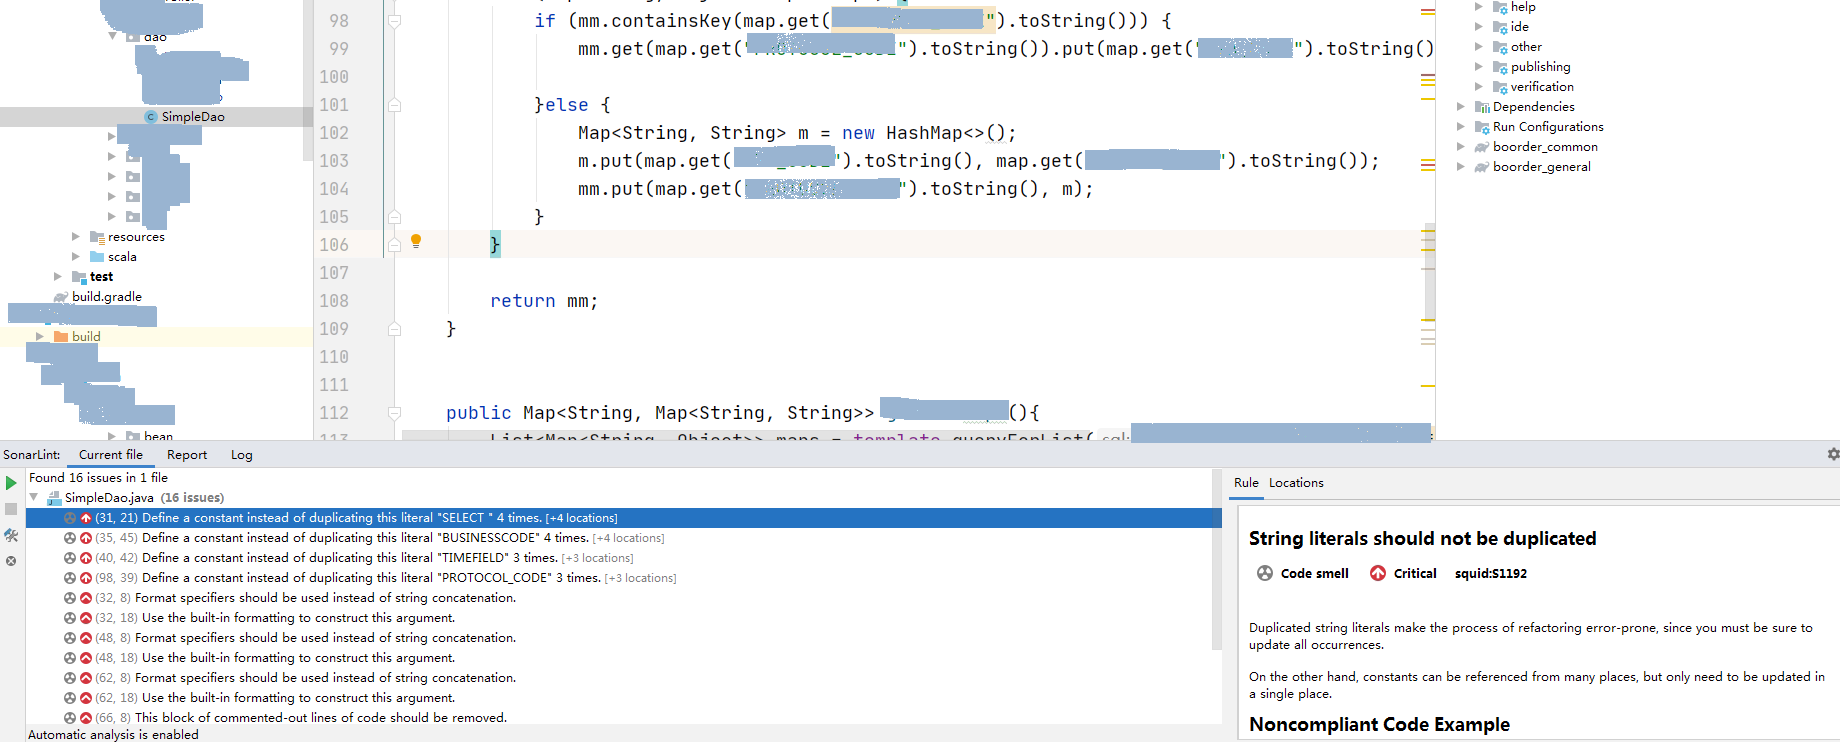 dao
SimpleDao
resources
scala
test
build.gradle
build
bean
98 if (mm.containsKey(map.get( ").toString())) {
99 mm.get(map.get( ").toString()).put(map.get(" ").toString()
100
101 }else {
102 Map<String, String> m = new HashMap<>();
103 m.put(map.get( ").toString(), map.get( ").toString());
104 mm.put(map.get( ").toString(), m);
105 }
106 }
107
108 return mm;
109 }
110
111
112 public Map<String, Map<String, String>> (){
113 List<Map<String, Object>> maps = template.queryForList( sql:
help
ide
other
publishing
verification
Dependencies
Run Configurations
boorder_common
boorder_general
SonarLint: Current file Report Log
Found 16 issues in 1 file
SimpleDao.java (16 issues)
(31, 21) Define a constant instead of duplicating this literal "SELECT " 4 times. [+4 locations]
(35, 45) Define a constant instead of duplicating this literal "BUSINESSCODE" 4 times. [+4 locations]
(40, 42) Define a constant instead of duplicating this literal "TIMEFIELD" 3 times. [+3 locations]
(98, 39) Define a constant instead of duplicating this literal "PROTOCOL_CODE" 3 times. [+3 locations]
(32, 8) Format specifiers should be used instead of string concatenation.
(32, 18) Use the built-in formatting to construct this argument.
(48, 8) Format specifiers should be used instead of string concatenation.
(48, 18) Use the built-in formatting to construct this argument.
(62, 8) Format specifiers should be used instead of string concatenation.
(62, 18) Use the built-in formatting to construct this argument.
(66, 8) This block of commented-out lines of code should be removed.
Automatic analysis is enabled
Rule Locations
String literals should not be duplicated
Code smell Critical squid:S1192
Duplicated string literals make the process of refactoring error-prone, since you must be sure to
update all occurrences.
On the other hand, constants can be referenced from many places, but only need to be updated in
a single place.
Noncompliant Code Example